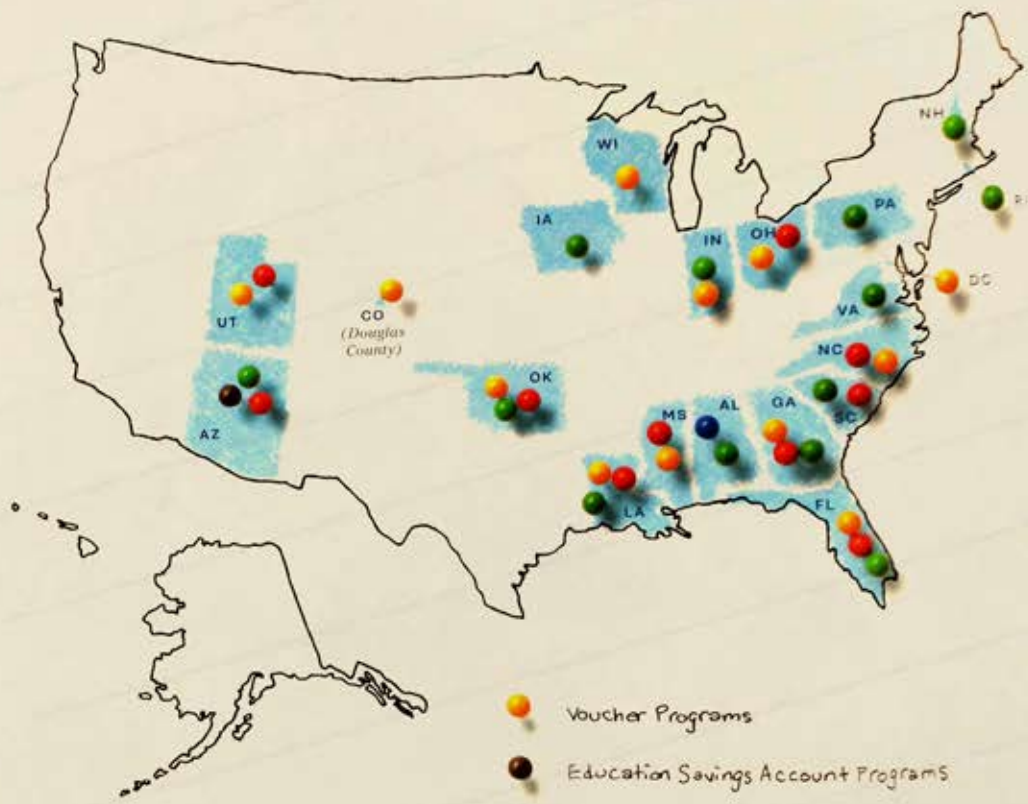 NH
WI
PA
IA
IN
OH
DC
VA
UT
CO
(Douglas
County)
NC
OK
MS
AL
GA
SC
AZ
LA
FL
Voucher Programs
Education Savings Account Programs